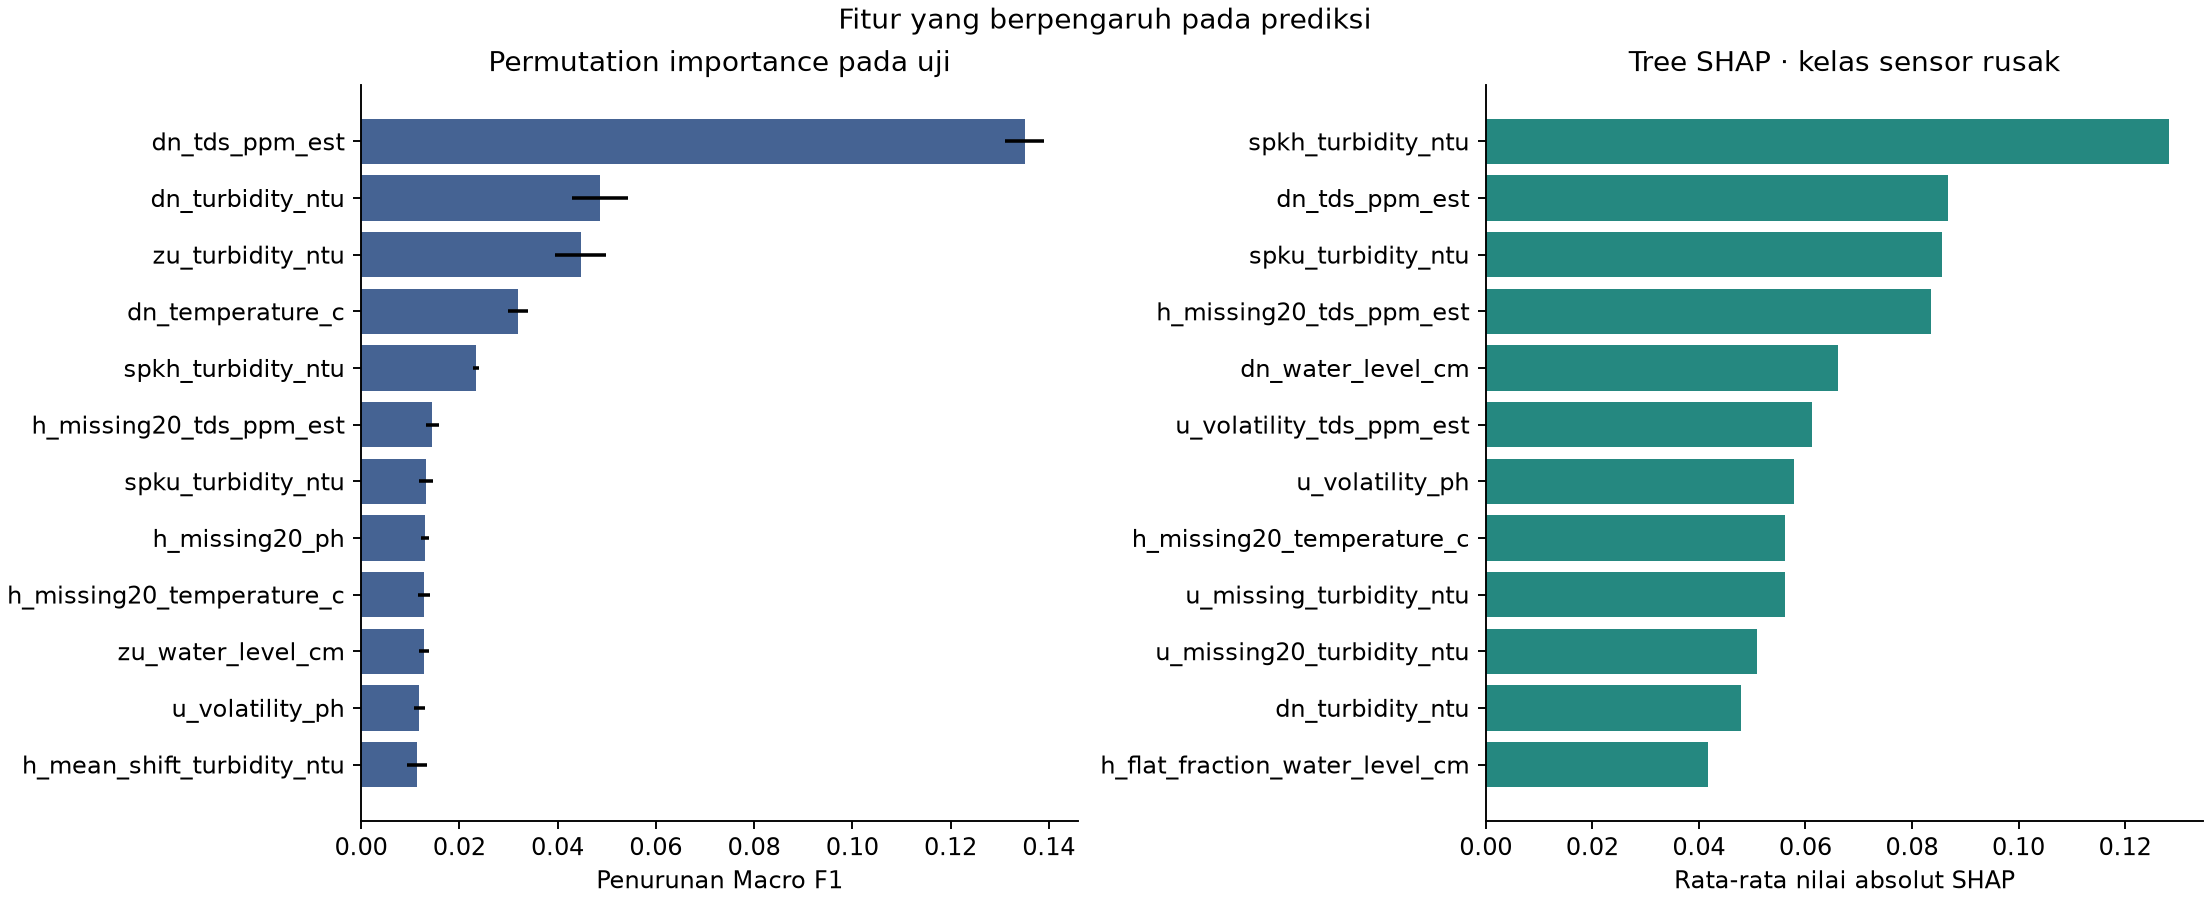 Fitur yang berpengaruh pada prediksi
Permutation importance pada uji
dn_tds_ppm_est
dn_turbidity_ntu
zu_turbidity_ntu
dn_temperature_c
spkh_turbidity_ntu
h_missing20_tds_ppm_est
spku_turbidity_ntu
h_missing20_ph
h_missing20_temperature_c
zu_water_level_cm
u_volatility_ph
h_mean_shift_turbidity_ntu
0.00 0.02 0.04 0.06 0.08 0.10 0.12 0.14
Penurunan Macro F1
Tree SHAP · kelas sensor rusak
spkh_turbidity_ntu
dn_tds_ppm_est
spku_turbidity_ntu
h_missing20_tds_ppm_est
dn_water_level_cm
u_volatility_tds_ppm_est
u_volatility_ph
h_missing20_temperature_c
u_missing_turbidity_ntu
u_missing20_turbidity_ntu
dn_turbidity_ntu
h_flat_fraction_water_level_cm
0.00 0.02 0.04 0.06 0.08 0.10 0.12
Rata-rata nilai absolut SHAP